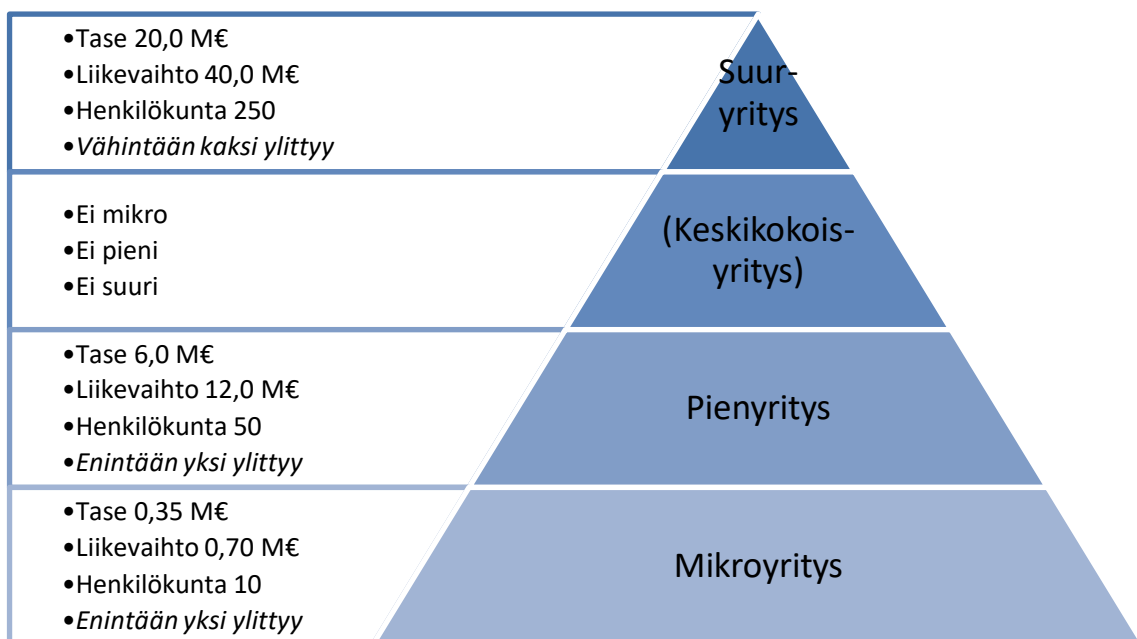 •Tase 20,0 M€
•Liikevaihto 40,0 M€
•Henkilökunta 250
•Vähintään kaksi ylittyy
Suur-
yritys
•Ei mikro
•Ei pieni
•Ei suuri
(Keskikokois-
yritys)
•Tase 6,0 M€
•Liikevaihto 12,0 M€
•Henkilökunta 50
•Enintään yksi ylittyy
Pienyritys
•Tase 0,35 M€
•Liikevaihto 0,70 M€
•Henkilökunta 10
•Enintään yksi ylittyy
Mikroyritys